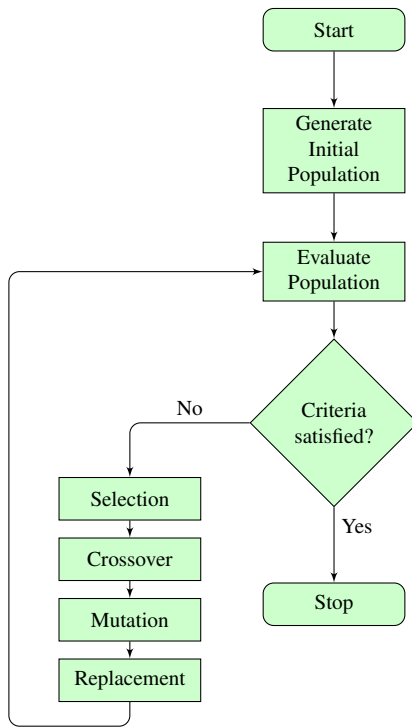 Start
Generate
Initial
Population
Evaluate
Population
Criteria
satisfied?
No
Selection
Crossover
Mutation
Replacement
Yes
Stop